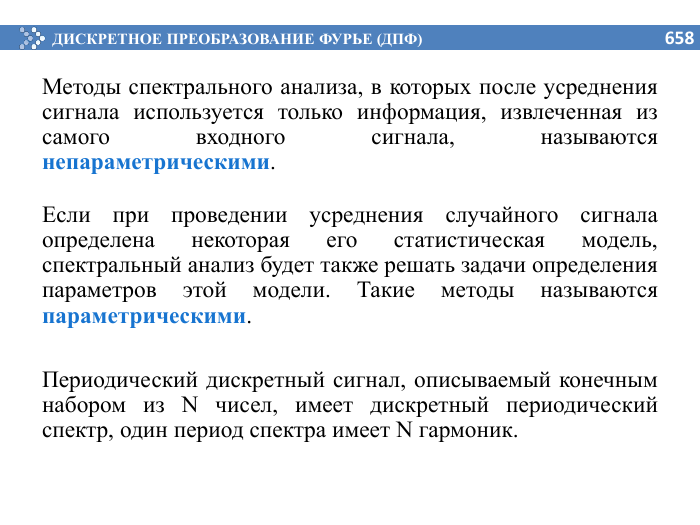 ДИСКРЕТНОЕ ПРЕОБРАЗОВАНИЕ ФУРЬЕ (ДПФ)
658
Методы спектрального анализа, в которых после усреднения
сигнала используется только информация, извлеченная из
самого входного сигнала, называются
непараметрическими.
Если при проведении усреднения случайного сигнала
определена некоторая его статистическая модель,
спектральный анализ будет также решать задачи определения
параметров этой модели. Такие методы называются
параметрическими.
Периодический дискретный сигнал, описываемый конечным
набором из N чисел, имеет дискретный периодический
спектр, один период спектра имеет N гармоник.